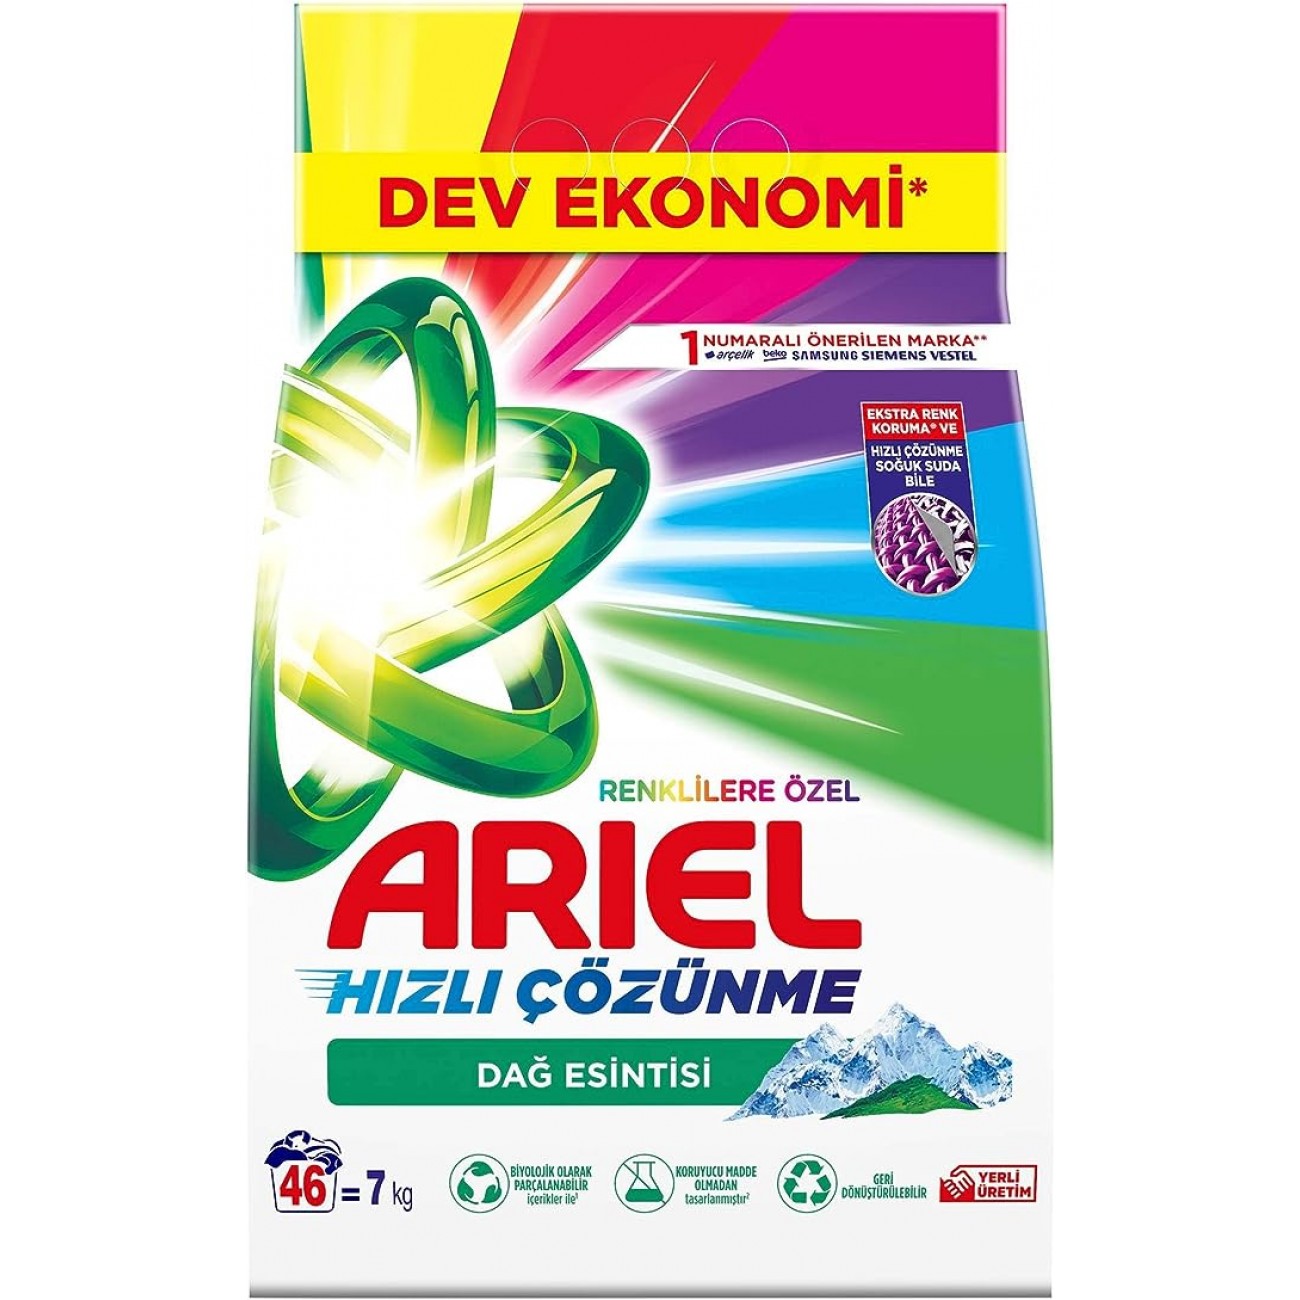 DEV EKONOMİ*
1 NUMARALI ÖNERİLEN MARKA**
arçelik beko SAMSUNG SIEMENS VESTEL
EKSTRA RENK
KORUMA* VE
HIZLI ÇÖZÜNME
SOĞUK SUDA
BİLE
RENKLİLERE ÖZEL
ARIEL
HIZLI ÇÖZÜNME
DAĞ ESİNTİSİ
46 = 7 kg
BİYOLOJİK OLARAK
PARÇALANABİLİR
içerikler ile¹
KORUYUCU MADDE
OLMADAN
tasarlanmıştır²
GERİ
DÖNÜŞTÜRÜLEBİLİR
YERLİ
ÜRETİM